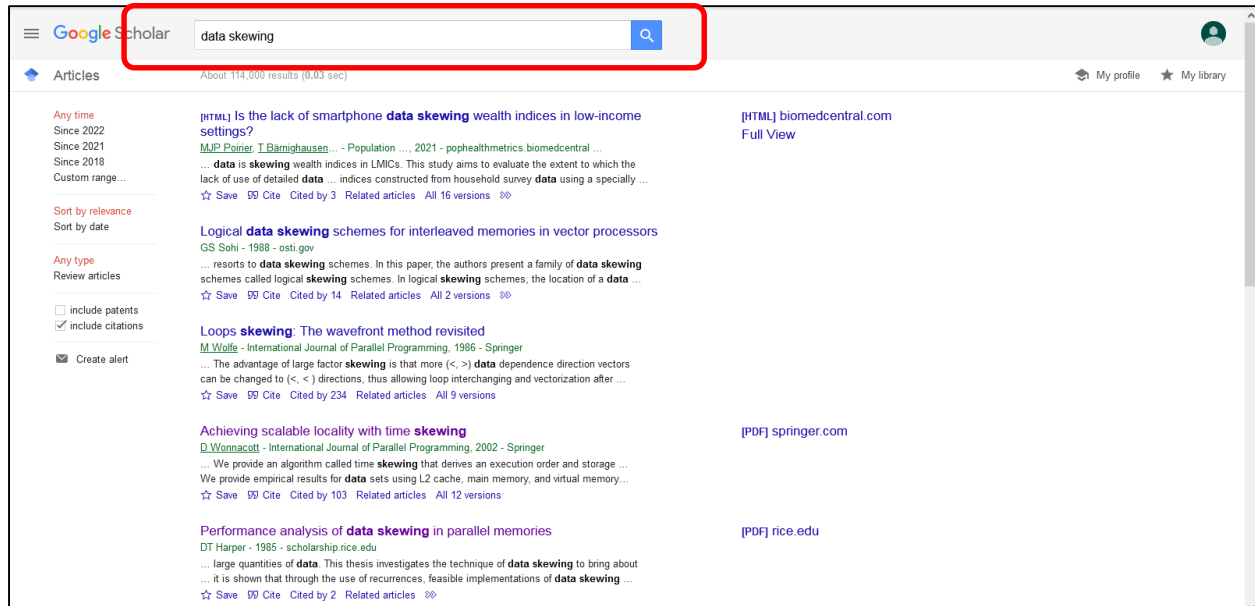 Google Scholar
data skewing
Articles
About 114,000 results (0.03 sec)
My profile
My library
Any time
Since 2022
Since 2021
Since 2018
Custom range...
Sort by relevance
Sort by date
Any type
Review articles
include patents
include citations
Create alert
[HTML] Is the lack of smartphone data skewing wealth indices in low-income
settings?
MJP Poirier, T Bärnighausen... - Population ..., 2021 - pophealthmetrics.biomedcentral ...
... data is skewing wealth indices in LMICs. This study aims to evaluate the extent to which the
lack of use of detailed data ... indices constructed from household survey data using a specially ...
Save Cite Cited by 3 Related articles All 16 versions
[HTML] biomedcentral.com
Full View
Logical data skewing schemes for interleaved memories in vector processors
GS Sohi - 1988 - osti.gov
... resorts to data skewing schemes. In this paper, the authors present a family of data skewing
schemes called logical skewing schemes. In logical skewing schemes, the location of a data ...
Save Cite Cited by 14 Related articles All 2 versions
Loops skewing: The wavefront method revisited
M Wolfe - International Journal of Parallel Programming, 1986 - Springer
... The advantage of large factor skewing is that more (<, >) data dependence direction vectors
can be changed to (<, < ) directions, thus allowing loop interchanging and vectorization after ...
Save Cite Cited by 234 Related articles All 9 versions
Achieving scalable locality with time skewing
D Wonnacott - International Journal of Parallel Programming, 2002 - Springer
... We provide an algorithm called time skewing that derives an execution order and storage ...
We provide empirical results for data sets using L2 cache, main memory, and virtual memory...
Save Cite Cited by 103 Related articles All 12 versions
[PDF] springer.com
Performance analysis of data skewing in parallel memories
DT Harper - 1985 - scholarship.rice.edu
... large quantities of data. This thesis investigates the technique of data skewing to bring about
... it is shown that through the use of recurrences, feasible implementations of data skewing ...
Save Cite Cited by 2 Related articles
[PDF] rice.edu